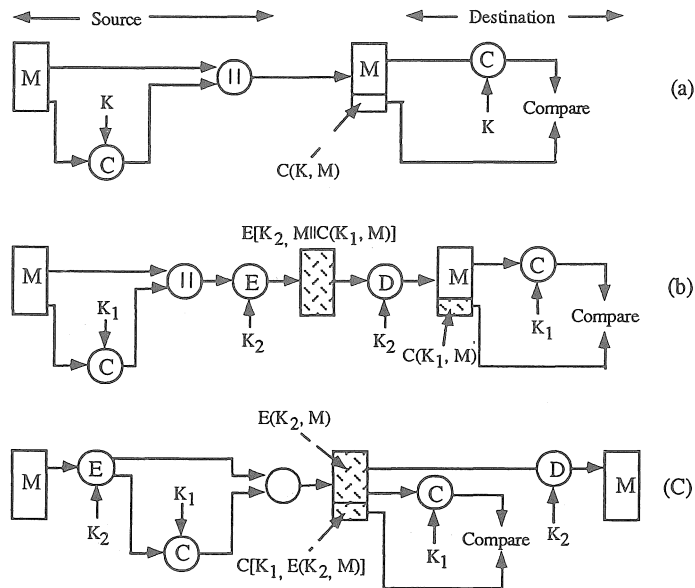 Source
Destination
M
||
M
C
K
C
K
Compare
C(K, M)
(a)
E[K₂, M||C(K₁, M)]
M
||
E
D
M
C
K₁
C
K₂
K₂
K₁
Compare
C(K₁, M)
(b)
E(K₂, M)
M
E
K₁
K₂
C
C
K₁
Compare
D
K₂
M
C[K₁, E(K₂, M)]
(C)